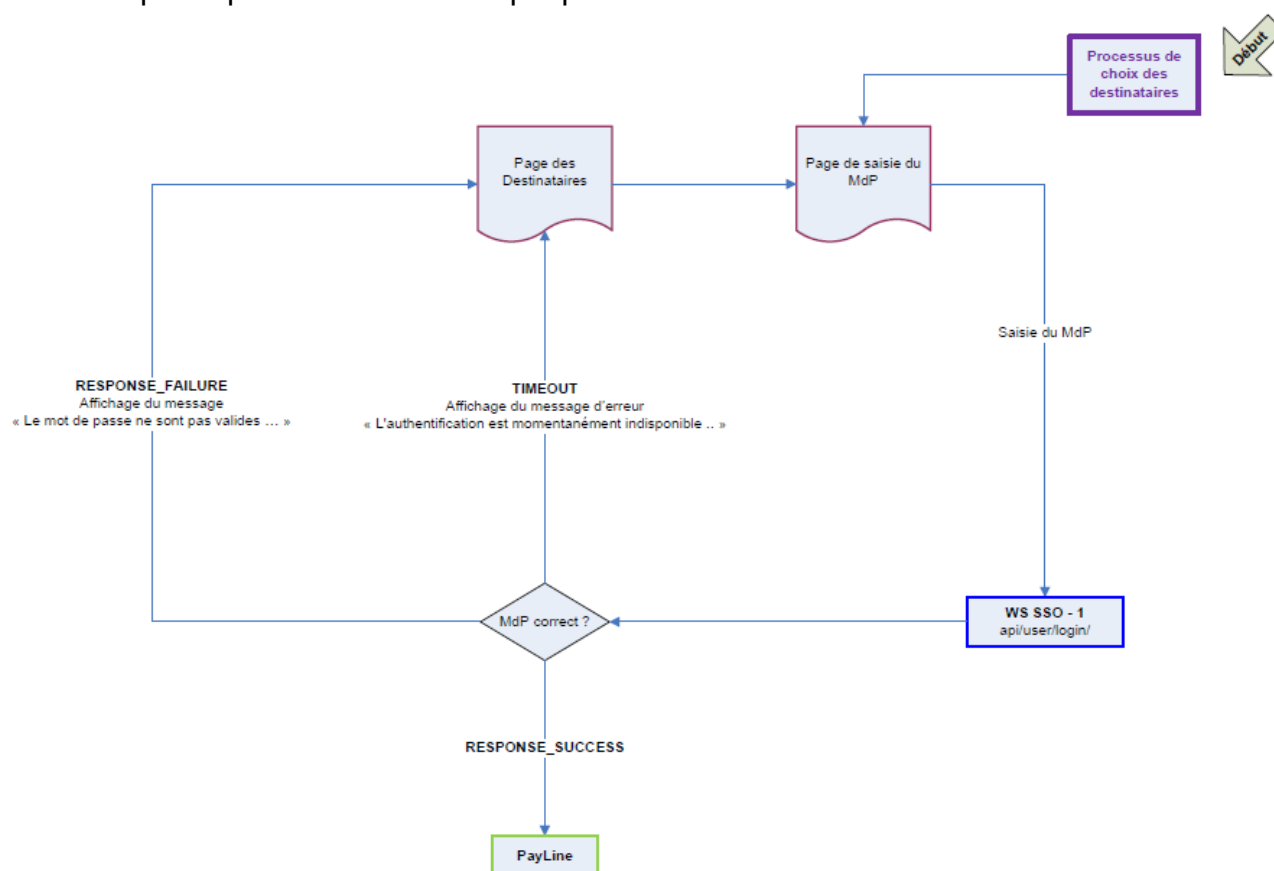 Début
Processus de
choix des
destinataires
Page des
Destinataires
Page de saisie du
MdP
Saisie du MdP
RESPONSE_FAILURE
Affichage du message
« Le mot de passe ne sont pas valides … »
TIMEOUT
Affichage du message d'erreur
« L'authentification est momentanément indisponible .. »
MdP correct ?
WS SSO - 1
api/user/login/
RESPONSE_SUCCESS
PayLine